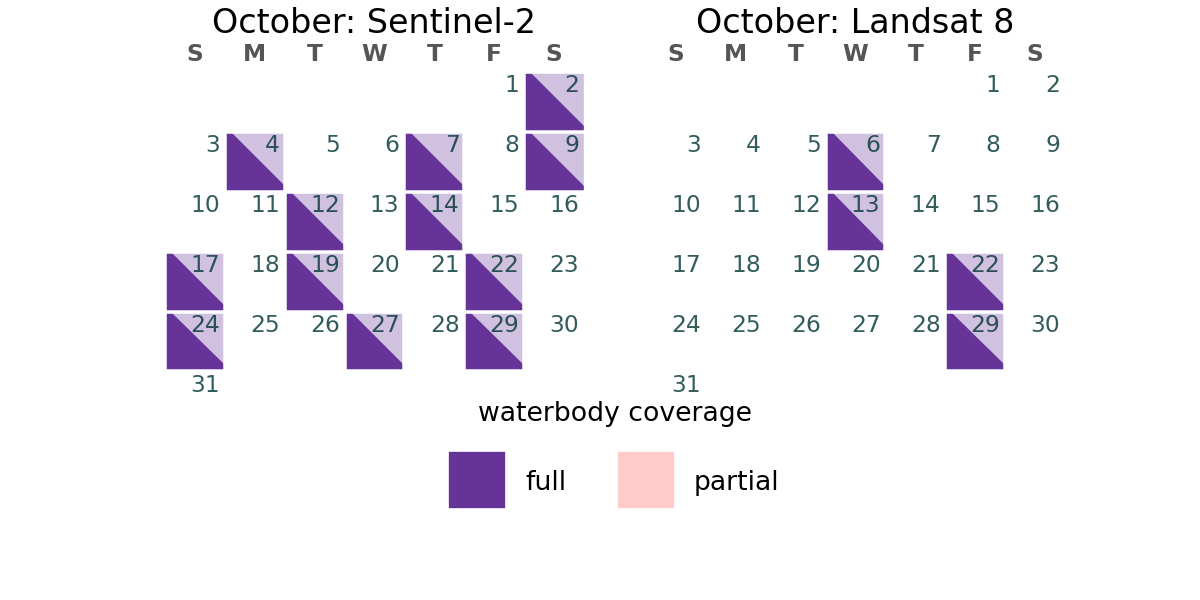 October: Sentinel-2
S M T W T F S
1 2
3 4 5 6 7 8 9
10 11 12 13 14 15 16
17 18 19 20 21 22 23
24 25 26 27 28 29 30
31
October: Landsat 8
S M T W T F S
1 2
3 4 5 6 7 8 9
10 11 12 13 14 15 16
17 18 19 20 21 22 23
24 25 26 27 28 29 30
31
waterbody coverage
full partial